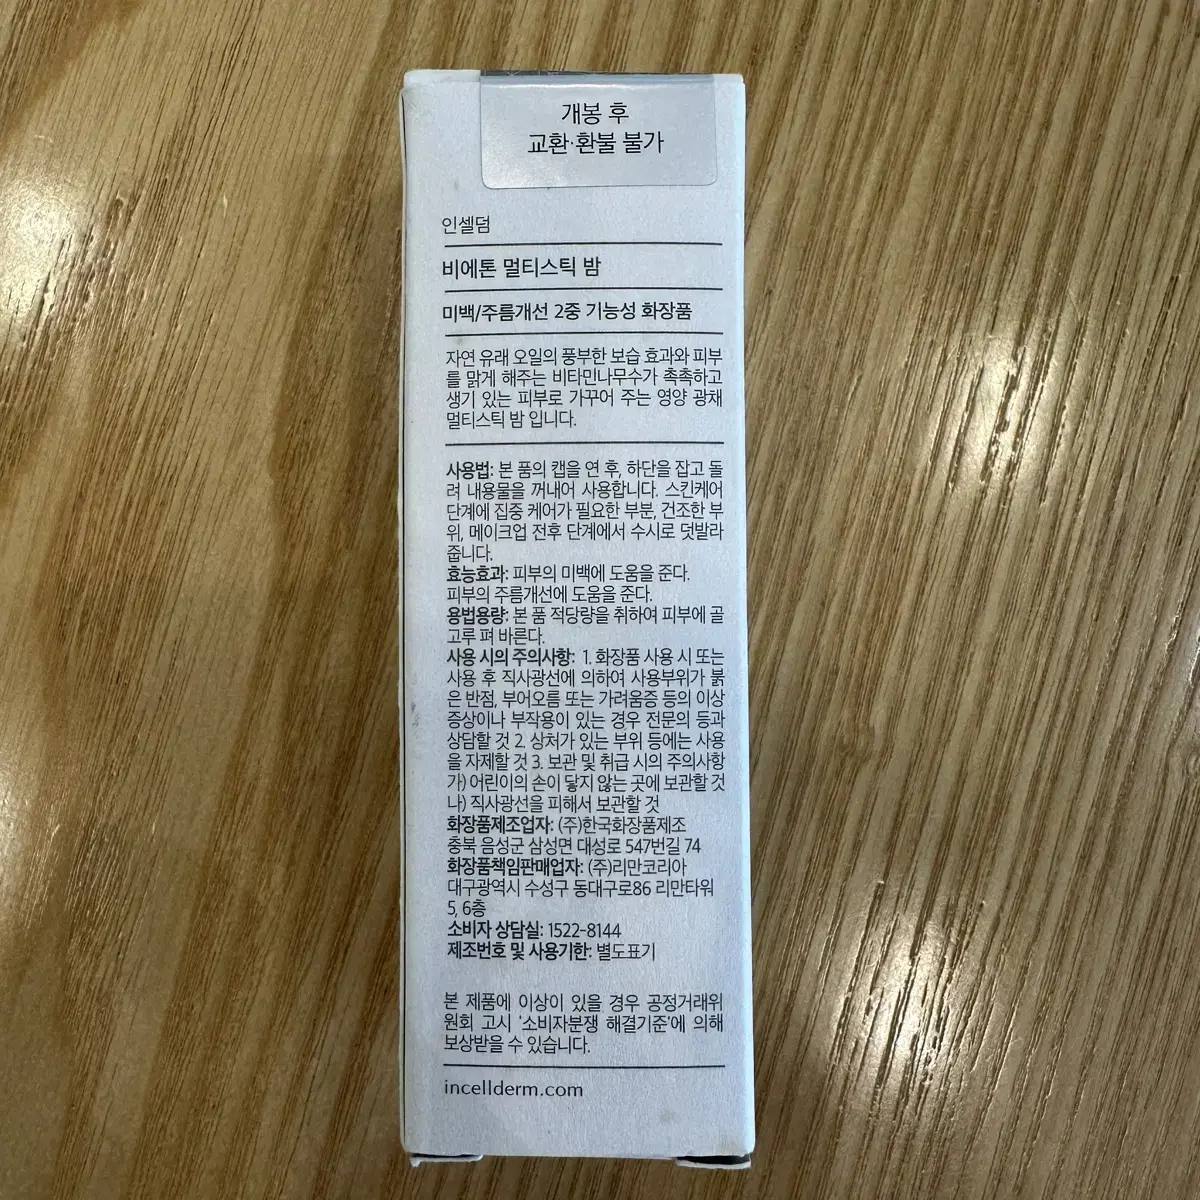 개봉 후
교환·환불 불가
인셀덤
비에톤 멀티스틱 밤
미백/주름개선 2중 기능성 화장품
자연 유래 오일의 풍부한 보습 효과와 피부
를 맑게 해주는 비타민나무수가 촉촉하고
생기 있는 피부로 가꾸어 주는 영양 광채
멀티스틱 밤 입니다.
사용법: 본 품의 캡을 연 후, 하단을 잡고 돌
려 내용물을 꺼내어 사용합니다. 스킨케어
단계에 집중 케어가 필요한 부분, 건조한 부
위, 메이크업 전후 단계에서 수시로 덧발라
줍니다.
효능효과: 피부의 미백에 도움을 준다.
피부의 주름개선에 도움을 준다.
용법용량: 본 품 적당량을 취하여 피부에 골
고루 펴 바른다.
사용 시의 주의사항: 1. 화장품 사용 시 또는
사용 후 직사광선에 의하여 사용부위가 붉
은 반점, 부어오름 또는 가려움증 등의 이상
증상이나 부작용이 있는 경우 전문의 등과
상담할 것 2. 상처가 있는 부위 등에는 사용
을 자제할 것 3. 보관 및 취급 시의 주의사항
가) 어린이의 손이 닿지 않는 곳에 보관할 것
나) 직사광선을 피해서 보관할 것
화장품제조업자: (주)한국화장품제조
충북 음성군 삼성면 대성로 547번길 74
화장품책임판매업자: (주)리만코리아
대구광역시 수성구 동대구로86 리만타워
5, 6층
소비자 상담실: 1522-8144
제조번호 및 사용기한: 별도표기
본 제품에 이상이 있을 경우 공정거래위
원회 고시 '소비자분쟁 해결기준'에 의해
보상받을 수 있습니다.
incellderm.com